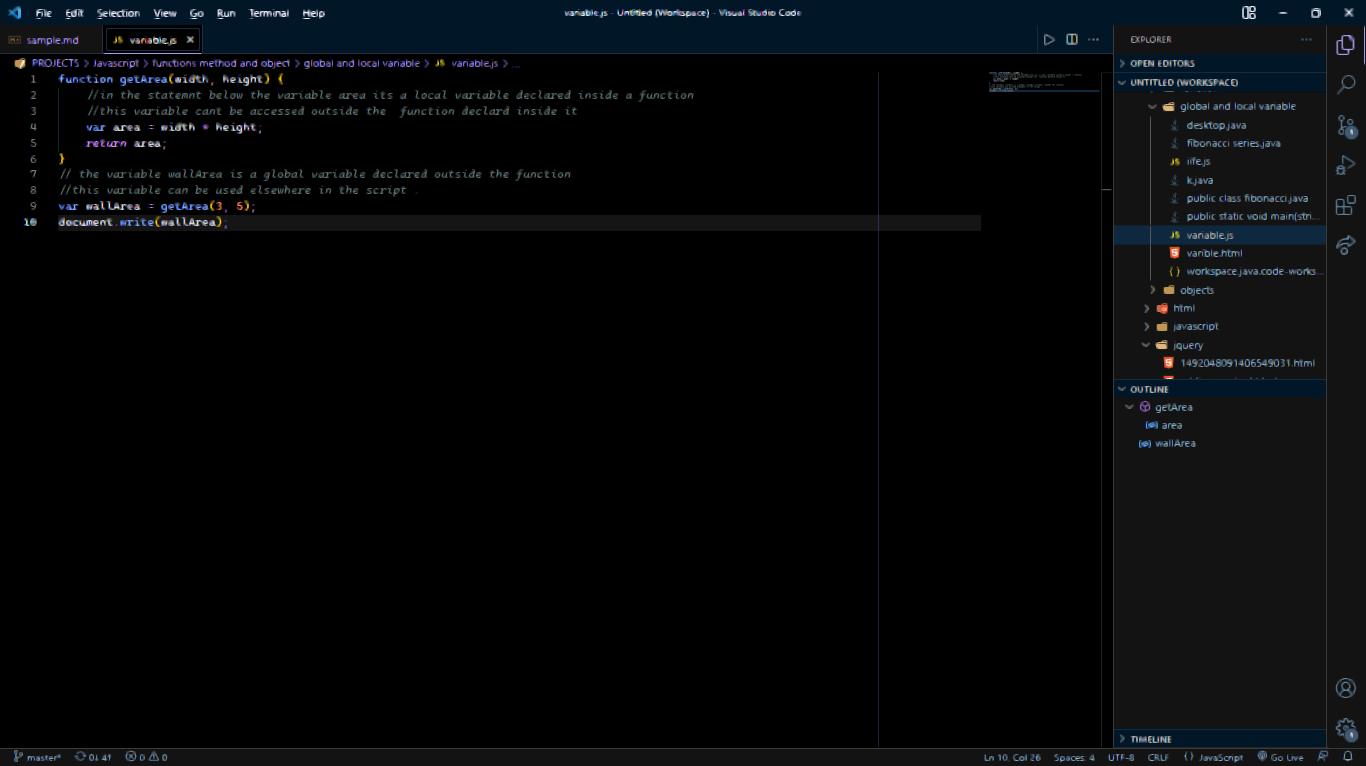 File Edit Selection View Go Run Terminal Help
variable.js - Untitled (Workspace) - Visual Studio Code
sample.md
JS variable.js
PROJECTS > Javascript > functions method and object > global and local variable > JS variable.js > ...
1 function getArea(width, height) {
2 //in the statemnt below the variable area its a local variable declared inside a function
3 //this variable cant be accessed outside the function declard inside it
4 var area = width * height;
5 return area;
6 }
7 // the variable wallArea is a global variable declared outside the function
8 //this variable can be used elsewhere in the script .
9 var wallArea = getArea(3, 5);
10 document.write(wallArea);
EXPLORER
OPEN EDITORS
UNTITLED (WORKSPACE)
global and local variable
desktop.java
fibonacci series.java
JS
k.java
public class fibonacci.java
public static void main(stri...
JS variable.js
varible.html
{ } workspace.java.code-works...
objects
html
javascript
jquery
1492048091406549031.html
OUTLINE
getArea
area
wallArea
TIMELINE
master*
0↓ 4↑
0 0
Ln 10, Col 26
Spaces: 4
UTF-8
CRLF
{ } JavaScript
Go Live